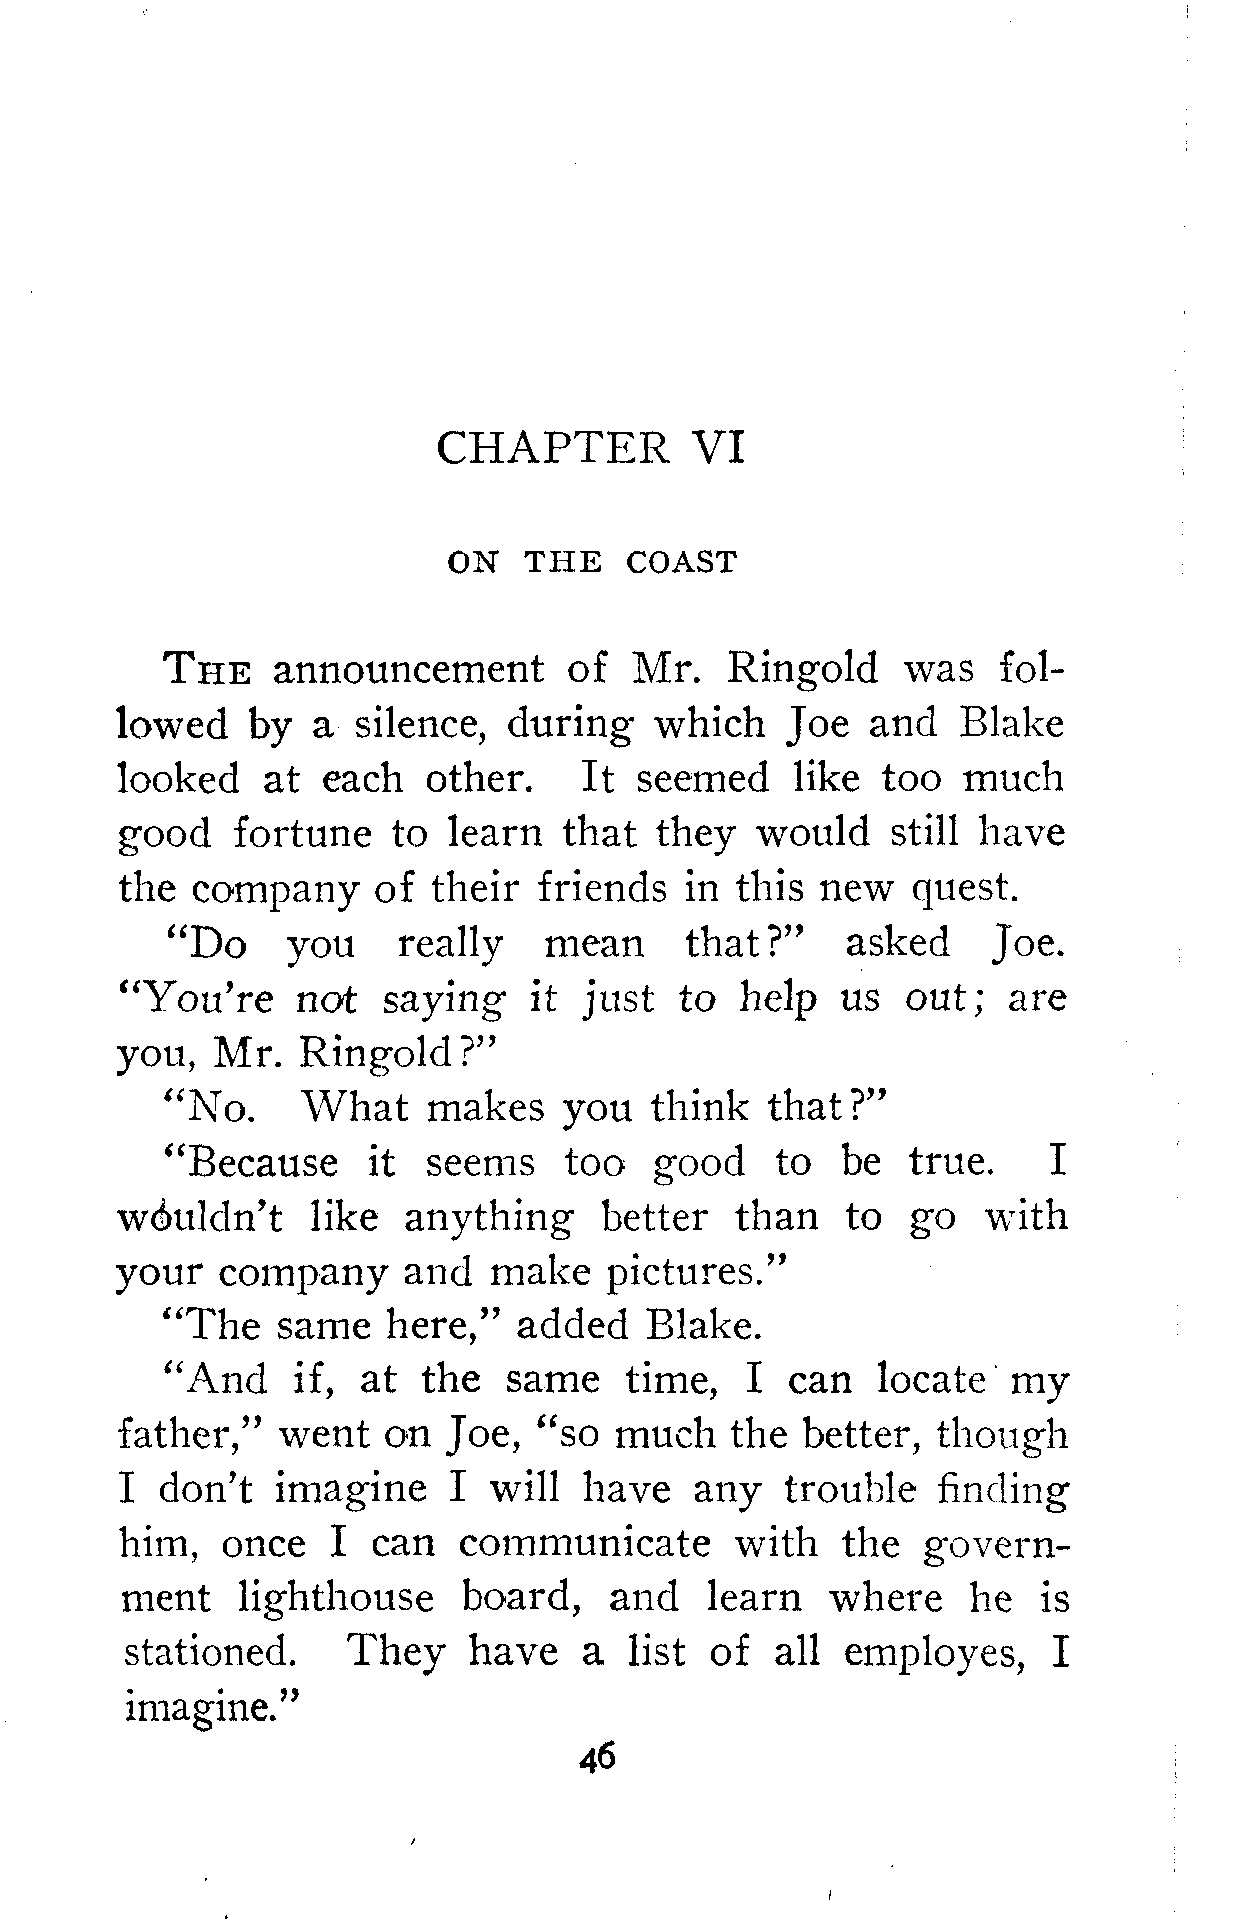 CHAPTER VI
ON THE COAST
THE announcement of Mr. Ringold was fol-
lowed by a silence, during which Joe and Blake
looked at each other. It seemed like too much
good fortune to learn that they would still have
the company of their friends in this new quest.
“Do you really mean that?” asked Joe.
“You're not saying it just to help us out; are
you, Mr. Ringold?”
“No. What makes you think that?”
“Because it seems too good to be true. I
wouldn't like anything better than to go with
your company and make pictures.”
“The same here,” added Blake.
“And if, at the same time, I can locate my
father,” went on Joe, “so much the better, though
I don't imagine I will have any trouble finding
him, once I can communicate with the govern-
ment lighthouse board, and learn where he is
stationed. They have a list of all employes, I
imagine.”
46